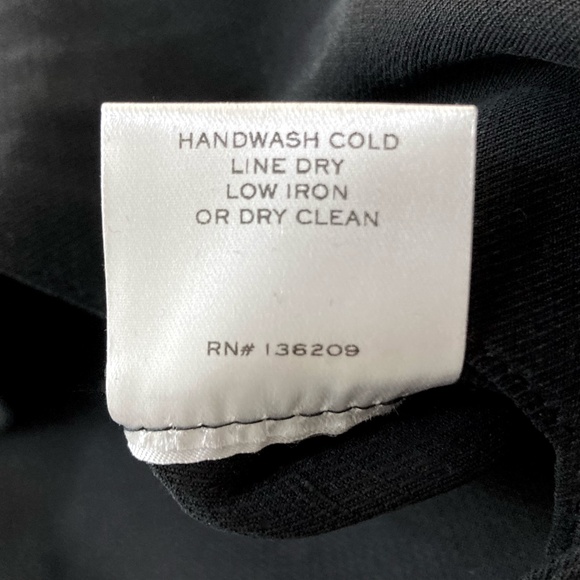 HANDWASH COLD
LINE DRY
LOW IRON
OR DRY CLEAN
RN# 136209